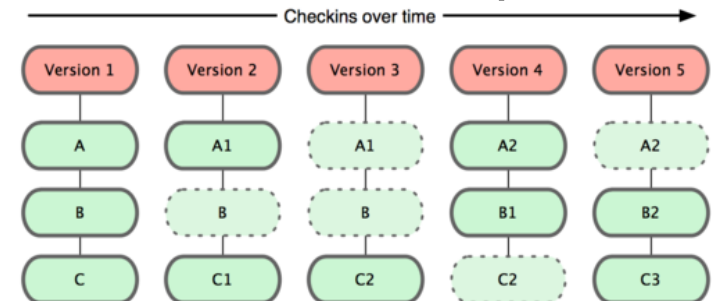 Checkins over time
Version 1 Version 2 Version 3 Version 4 Version 5
A A1 A1 A2 A2
B B B B1 B2
C C1 C2 C2 C3